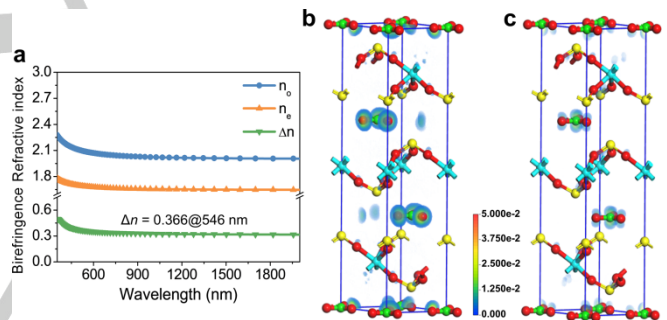 a
b
c
Birefringence Refractive index
3.0
2.7
2.4
2.1
1.8
0.6
0.3
0.0
n_o
n_e
Δn
Δn = 0.366@546 nm
600 900 1200 1500 1800
Wavelength (nm)
5.000e-2
3.750e-2
2.500e-2
1.250e-2
0.000